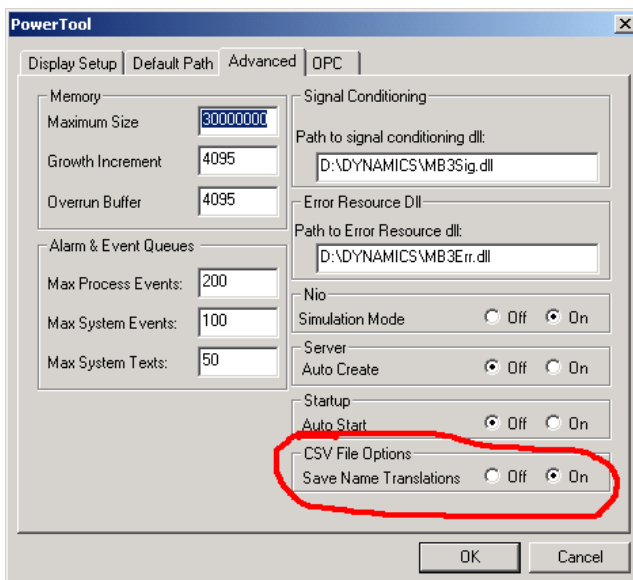 PowerTool
Display Setup
Default Path
Advanced
OPC
Memory
Maximum Size 30000000
Growth Increment 4095
Overrun Buffer 4095
Alarm & Event Queues
Max Process Events: 200
Max System Events: 100
Max System Texts: 50
Signal Conditioning
Path to signal conditioning dll:
D:\DYNAMICS\MB3Sig.dll
Error Resource Dll
Path to Error Resource dll:
D:\DYNAMICS\MB3Err.dll
Nio
Simulation Mode Off On
Server
Auto Create Off On
Startup
Auto Start Off On
CSV File Options
Save Name Translations Off On
OK Cancel